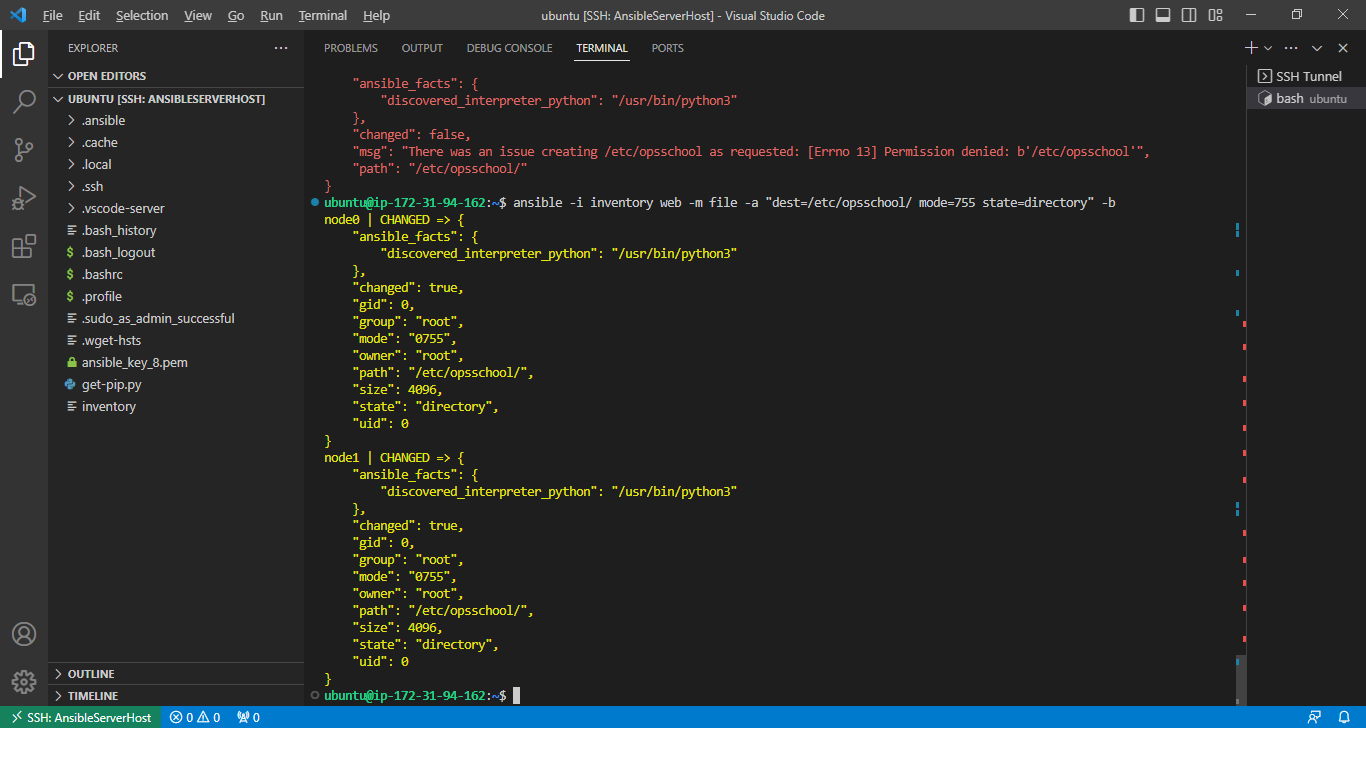 File Edit Selection View Go Run Terminal Help
ubuntu [SSH: AnsibleServerHost] - Visual Studio Code
EXPLORER
OPEN EDITORS
UBUNTU [SSH: ANSIBLESERVERHOST]
.ansible
.cache
.local
.ssh
.vscode-server
.bash_history
$ .bash_logout
$ .bashrc
$ .profile
.sudo_as_admin_successful
.wget-hsts
ansible_key_8.pem
get-pip.py
inventory
OUTLINE
TIMELINE
PROBLEMS OUTPUT DEBUG CONSOLE TERMINAL PORTS
"ansible_facts": {
"discovered_interpreter_python": "/usr/bin/python3"
},
"changed": false,
"msg": "There was an issue creating /etc/opsschool as requested: [Errno 13] Permission denied: b'/etc/opsschool'",
"path": "/etc/opsschool/"
}
ubuntu@ip-172-31-94-162:~$ ansible -i inventory web -m file -a "dest=/etc/opsschool/ mode=755 state=directory" -b
node0 | CHANGED => {
"ansible_facts": {
"discovered_interpreter_python": "/usr/bin/python3"
},
"changed": true,
"gid": 0,
"group": "root",
"mode": "0755",
"owner": "root",
"path": "/etc/opsschool/",
"size": 4096,
"state": "directory",
"uid": 0
}
node1 | CHANGED => {
"ansible_facts": {
"discovered_interpreter_python": "/usr/bin/python3"
},
"changed": true,
"gid": 0,
"group": "root",
"mode": "0755",
"owner": "root",
"path": "/etc/opsschool/",
"size": 4096,
"state": "directory",
"uid": 0
}
ubuntu@ip-172-31-94-162:~$
SSH Tunnel
bash ubuntu
SSH: AnsibleServerHost 0 0 0